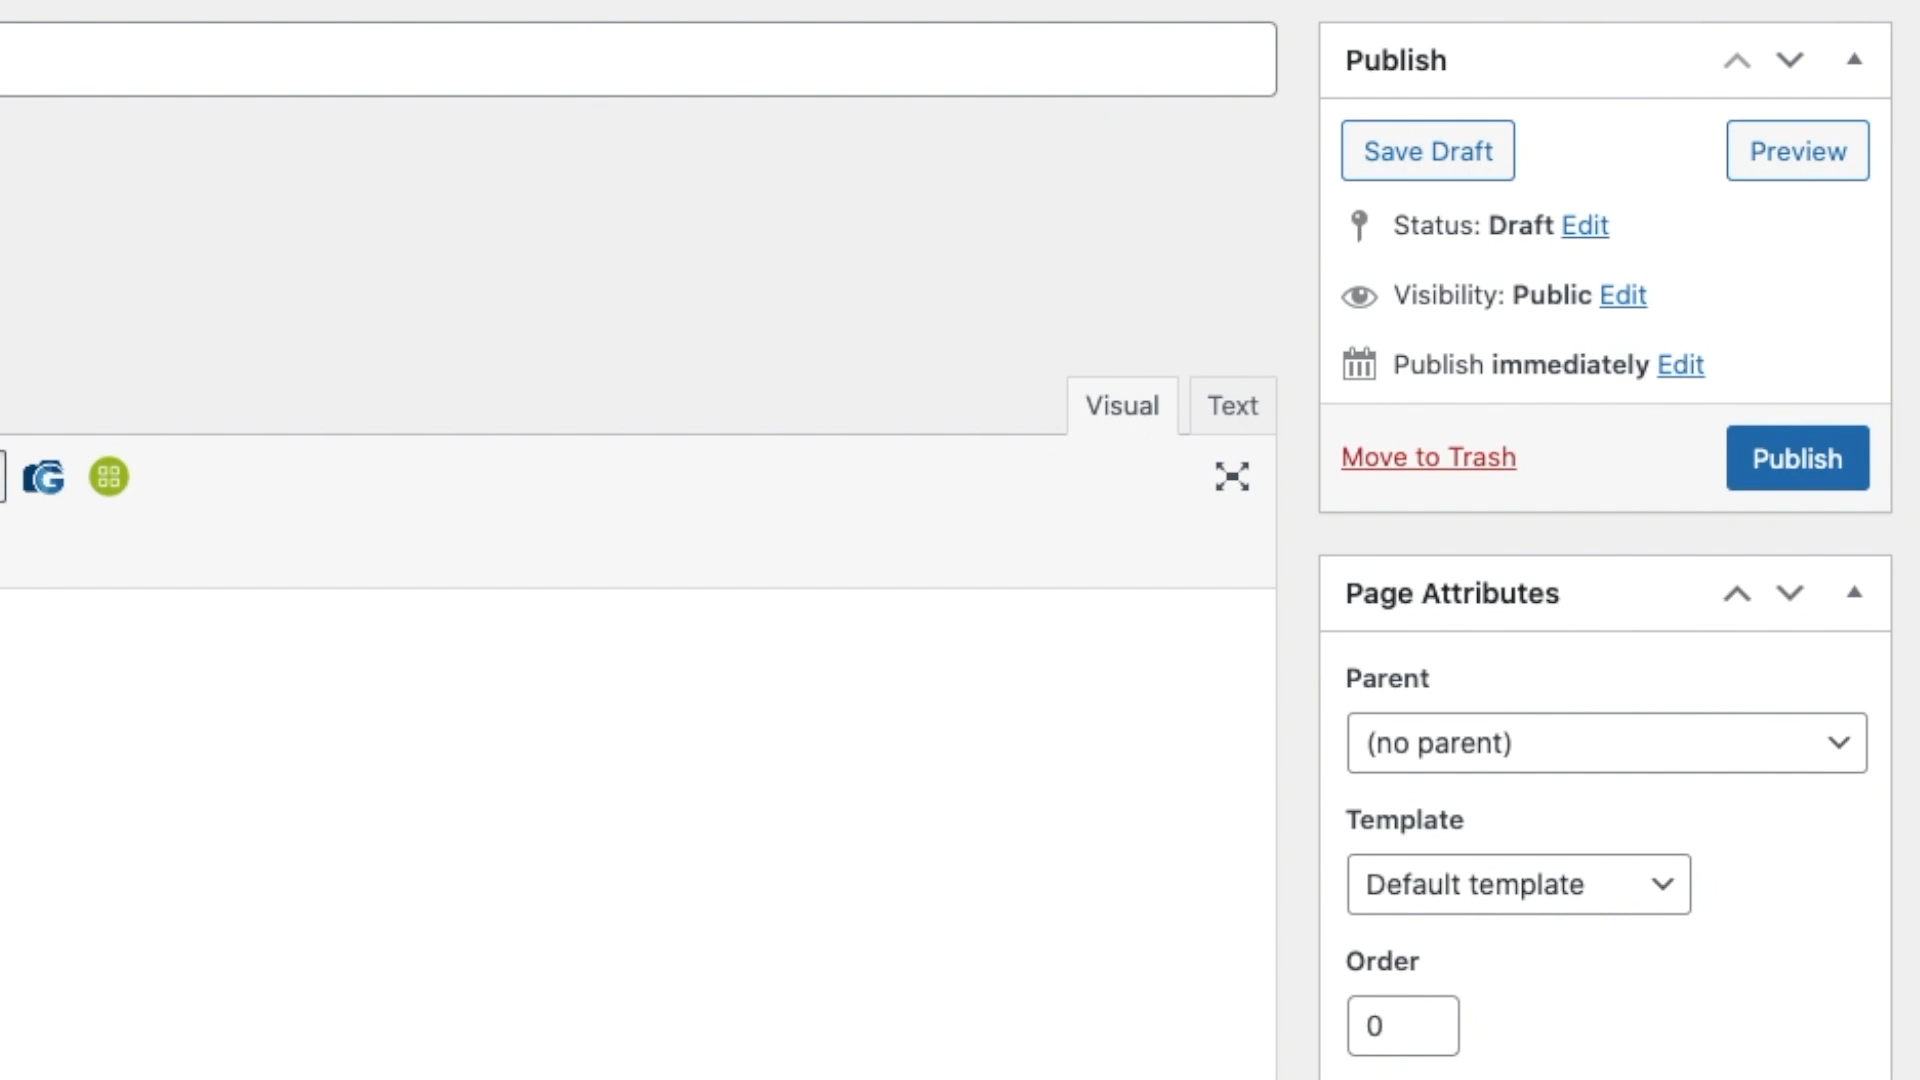 Publish
Save Draft
Preview
Status: Draft Edit
Visibility: Public Edit
Publish immediately Edit
Visual
Text
Move to Trash
Publish
Page Attributes
Parent
(no parent)
Template
Default template
Order
0